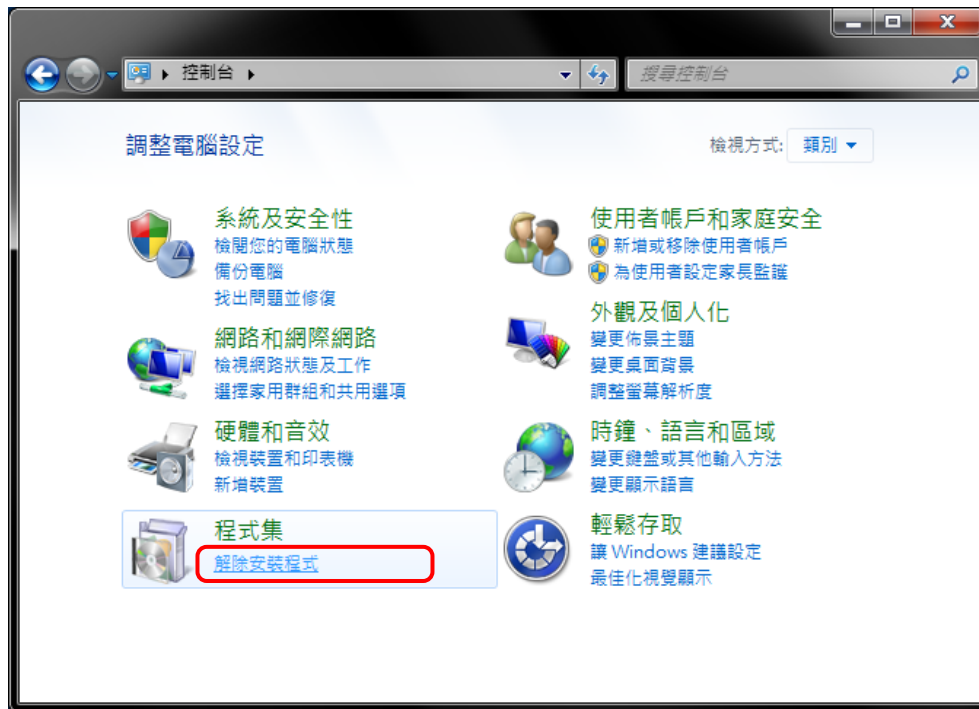 控制台
搜尋控制台
調整電腦設定
檢視方式: 類別
系統及安全性
檢閱您的電腦狀態
備份電腦
找出問題並修復
網路和網際網路
檢視網路狀態及工作
選擇家用群組和共用選項
硬體和音效
檢視裝置和印表機
新增裝置
程式集
解除安裝程式
使用者帳戶和家庭安全
新增或移除使用者帳戶
為使用者設定家長監護
外觀及個人化
變更佈景主題
變更桌面背景
調整螢幕解析度
時鐘、語言和區域
變更鍵盤或其他輸入方法
變更顯示語言
輕鬆存取
讓 Windows 建議設定
最佳化視覺顯示